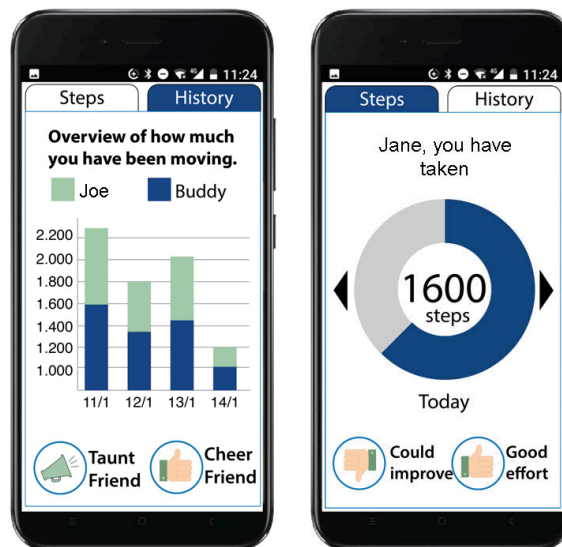 11:24
Steps
History
Overview of how much
you have been moving.
Joe
Buddy
2.200
2.000
1.800
1.600
1.400
1.200
1.000
11/1
12/1
13/1
14/1
Taunt
Friend
Cheer
Friend
4G
11:24
Steps
History
Jane, you have
taken
1600
steps
Today
Could
improve
Good
effort